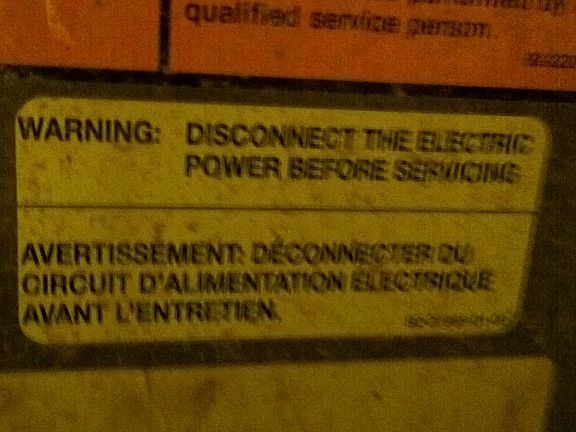 qualified service person.
WARNING: DISCONNECT THE ELECTRIC
POWER BEFORE SERVICING
AVERTISSEMENT: DÉCONNECTER DU
CIRCUIT D'ALIMENTATION ÉLECTRIQUE
AVANT L'ENTRETIEN.